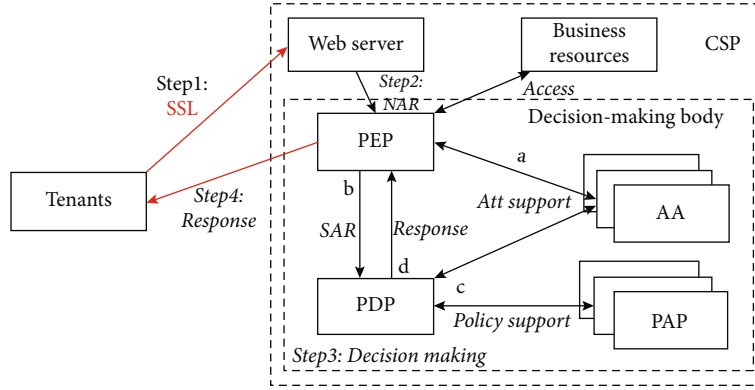 Web server
Business
resources
CSP
Step1:
SSL
Step2:
NAR
Access
Decision-making body
PEP
a
Tenants
Step4:
Response
b
SAR
Response
Att support
AA
d
c
PDP
Policy support
PAP
Step3: Decision making